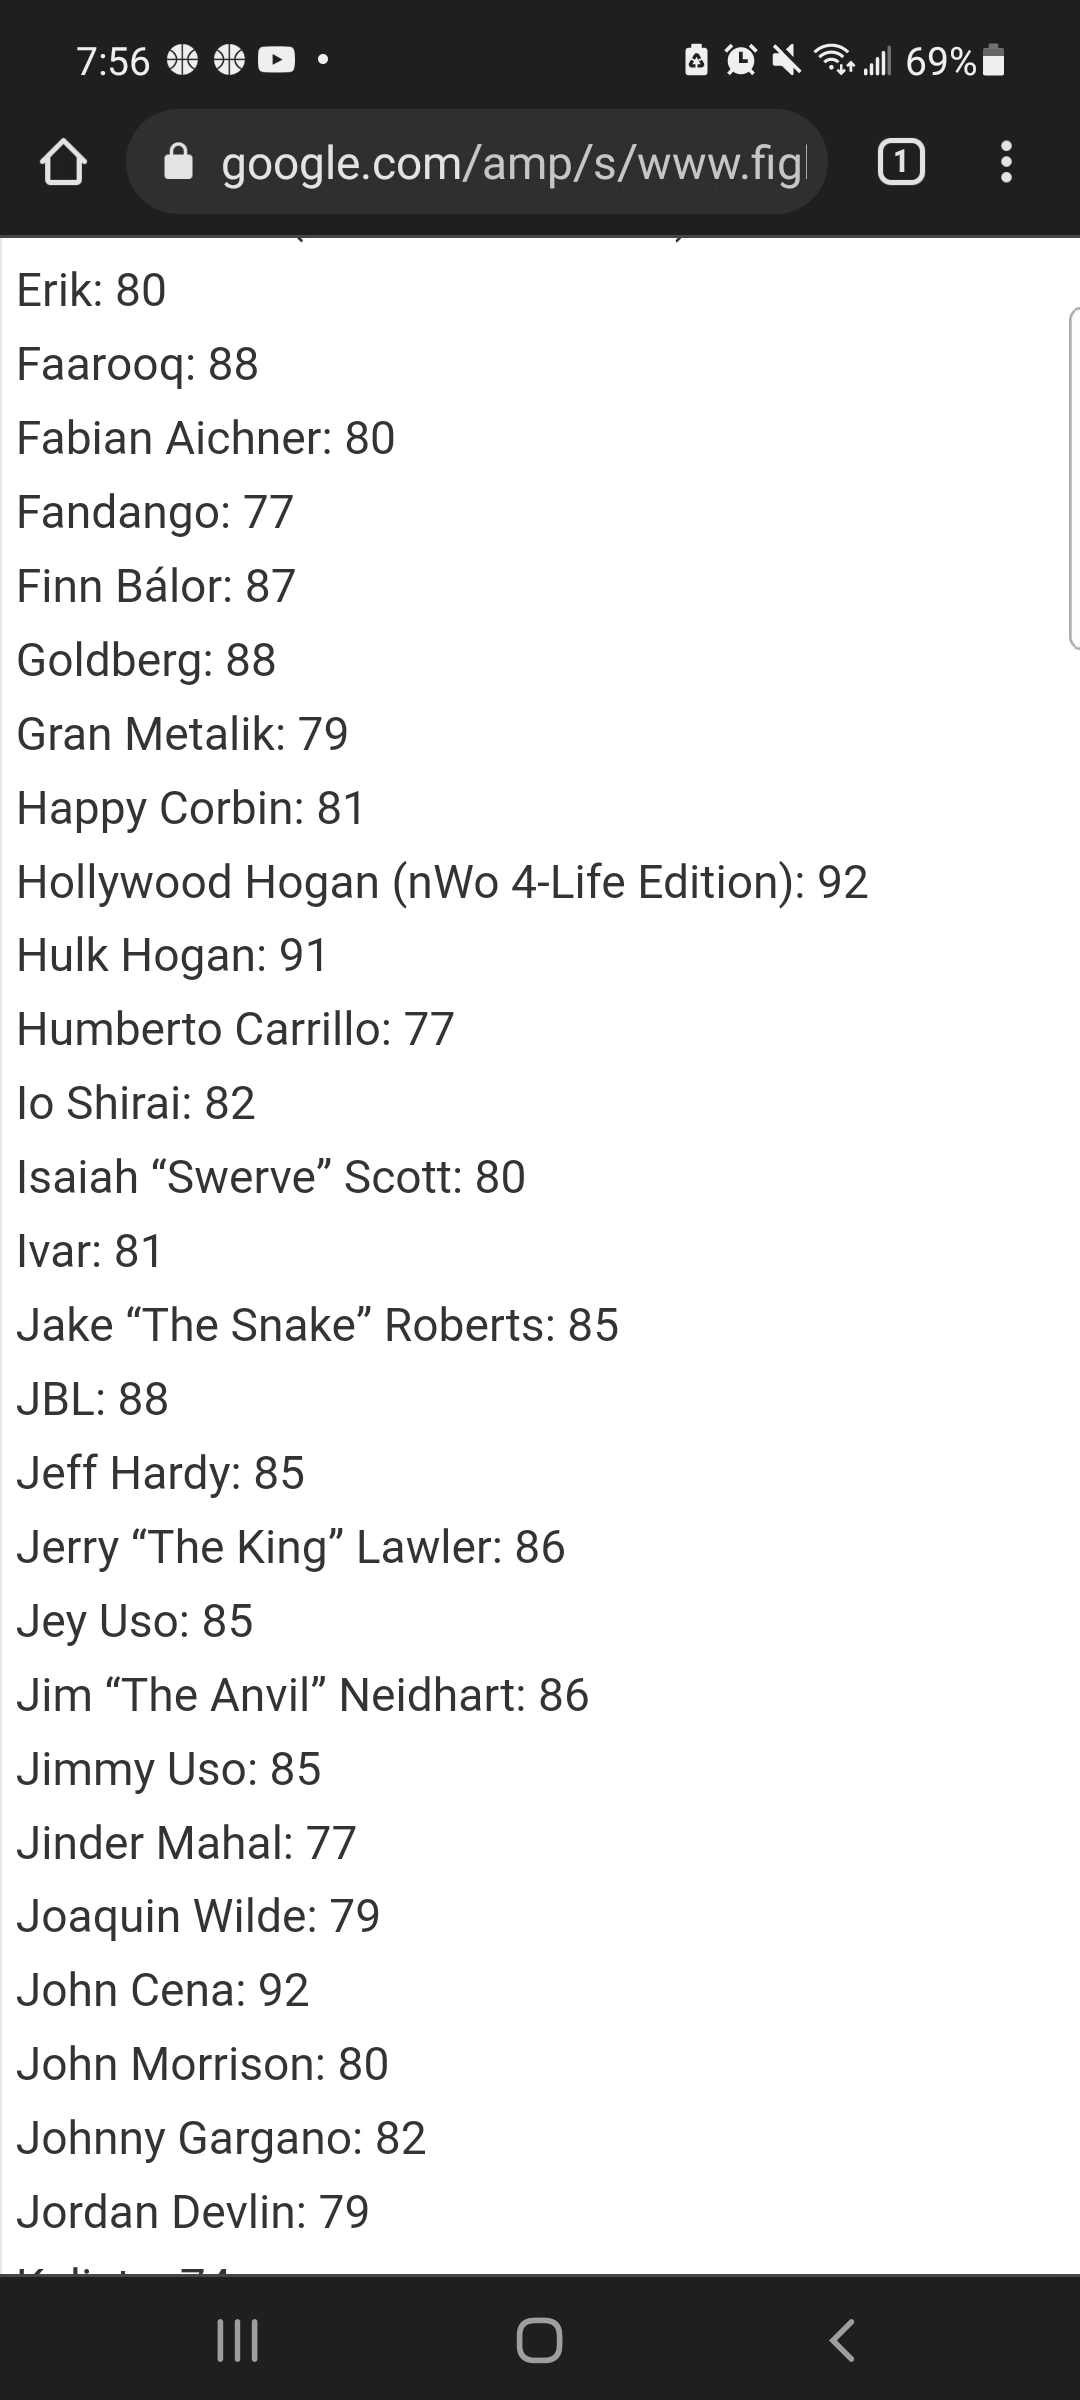 7:56
69%
google.com/amp/s/www.fig
1
Erik: 80
Faarooq: 88
Fabian Aichner: 80
Fandango: 77
Finn Bálor: 87
Goldberg: 88
Gran Metalik: 79
Happy Corbin: 81
Hollywood Hogan (nWo 4-Life Edition): 92
Hulk Hogan: 91
Humberto Carrillo: 77
Io Shirai: 82
Isaiah “Swerve” Scott: 80
Ivar: 81
Jake “The Snake” Roberts: 85
JBL: 88
Jeff Hardy: 85
Jerry “The King” Lawler: 86
Jey Uso: 85
Jim “The Anvil” Neidhart: 86
Jimmy Uso: 85
Jinder Mahal: 77
Joaquin Wilde: 79
John Cena: 92
John Morrison: 80
Johnny Gargano: 82
Jordan Devlin: 79